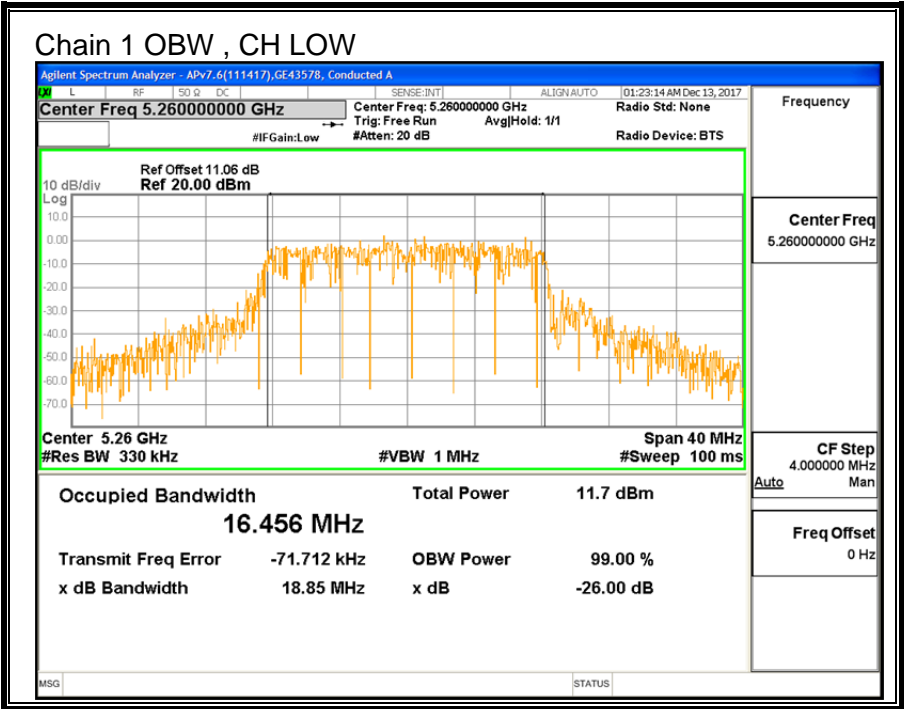 Chain 1 OBW , CH LOW
Agilent Spectrum Analyzer - APv7.6(111417),GE43578, Conducted A
LXI L RF 50 Ω DC SENSE:INT ALIGN AUTO 01:23:14 AM Dec 13, 2017
Center Freq 5.260000000 GHz
Center Freq: 5.260000000 GHz
Radio Std: None
Trig: Free Run Avg|Hold: 1/1
#IFGain:Low
#Atten: 20 dB
Radio Device: BTS
Frequency
Ref Offset 11.06 dB
10 dB/div Ref 20.00 dBm
Log
10.0
0.00
-10.0
-20.0
-30.0
-40.0
-50.0
-60.0
-70.0
Center Freq
5.260000000 GHz
Center 5.26 GHz Span 40 MHz
#Res BW 330 kHz #VBW 1 MHz #Sweep 100 ms
CF Step
4.000000 MHz
Auto Man
Occupied Bandwidth Total Power 11.7 dBm
16.456 MHz
Transmit Freq Error -71.712 kHz OBW Power 99.00 %
x dB Bandwidth 18.85 MHz x dB -26.00 dB
Freq Offset
0 Hz
MSG STATUS